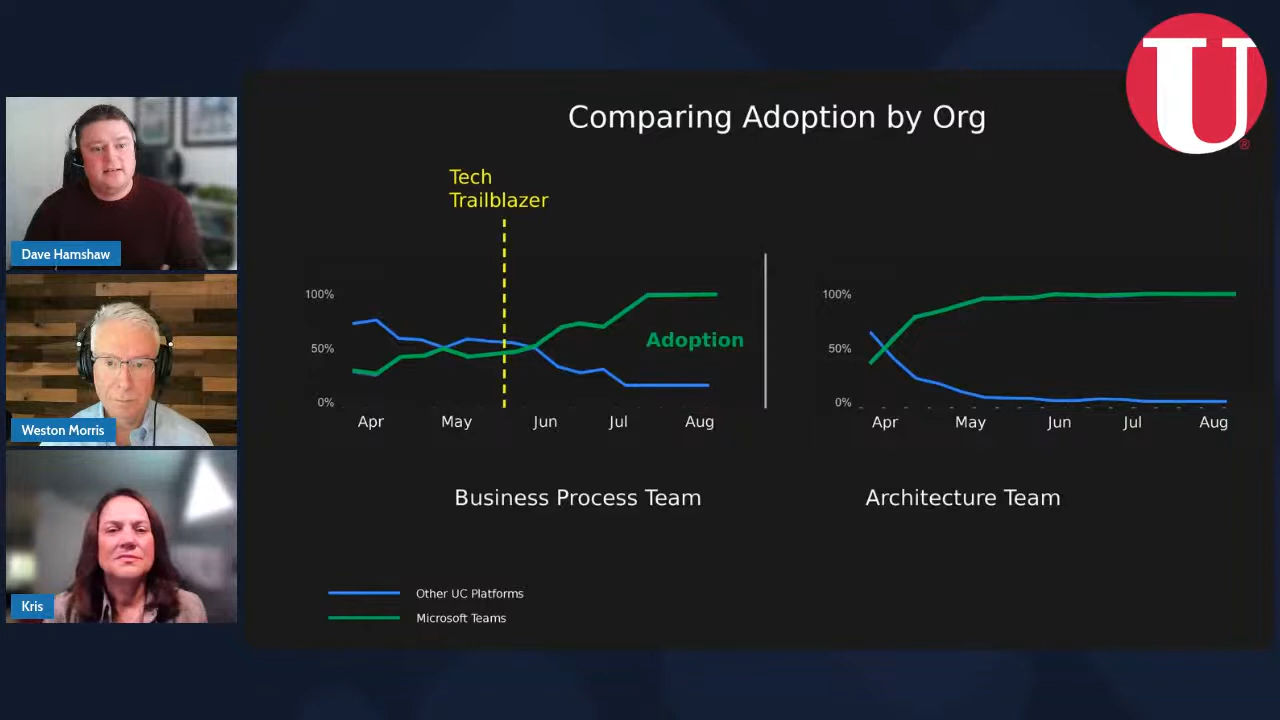 Comparing Adoption by Org
U
®
Tech
Trailblazer
100%
50%
0%
Adoption
Apr
May
Jun
Jul
Aug
100%
50%
0%
Apr
May
Jun
Jul
Aug
Business Process Team
Architecture Team
Other UC Platforms
Microsoft Teams
Dave Hamshaw
Weston Morris
Kris